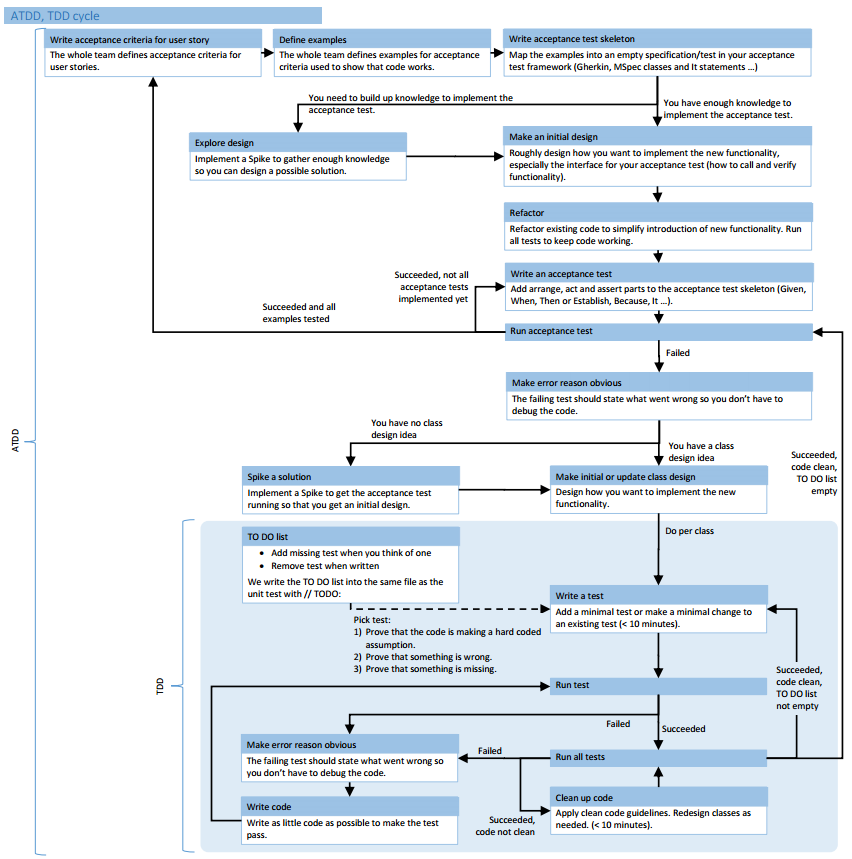 ATDD, TDD cycle
Write acceptance criteria for user story
The whole team defines acceptance criteria for
user stories.
Define examples
The whole team defines examples for acceptance
criteria used to show that code works.
Write acceptance test skeleton
Map the examples into an empty specification/test in your acceptance
test framework (Gherkin, MSpec classes and It statements ...)
You need to build up knowledge to implement the
acceptance test.
You have enough knowledge to
implement the acceptance test.
Explore design
Implement a Spike to gather enough knowledge
so you can design a possible solution.
Make an initial design
Roughly design how you want to implement the new functionality,
especially the interface for your acceptance test (how to call and verify
functionality).
Refactor
Refactor existing code to simplify introduction of new functionality. Run
all tests to keep code working.
Write an acceptance test
Add arrange, act and assert parts to the acceptance test skeleton (Given,
When, Then or Establish, Because, It ...).
Succeeded, not all
acceptance tests
implemented yet
Succeeded and all
examples tested
Run acceptance test
Failed
Make error reason obvious
The failing test should state what went wrong so you don't have to
debug the code.
You have no class
design idea
You have a class
design idea
Succeeded,
code clean,
TO DO list
empty
ATDD
Spike a solution
Implement a Spike to get the acceptance test
running so that you get an initial design.
Make initial or update class design
Design how you want to implement the new
functionality.
Do per class
TO DO list
• Add missing test when you think of one
• Remove test when written
We write the TO DO list into the same file as the
unit test with // TODO:
Write a test
Add a minimal test or make a minimal change to
an existing test (< 10 minutes).
Pick test:
1) Prove that the code is making a hard coded
assumption.
2) Prove that something is wrong.
3) Prove that something is missing.
TDD
Run test
Succeeded,
code clean,
TO DO list
not empty
Failed
Succeeded
Make error reason obvious
The failing test should state what went wrong so
you don't have to debug the code.
Failed
Run all tests
Write code
Write as little code as possible to make the test
pass.
Succeeded,
code not clean
Clean up code
Apply clean code guidelines. Redesign classes as
needed. (< 10 minutes).